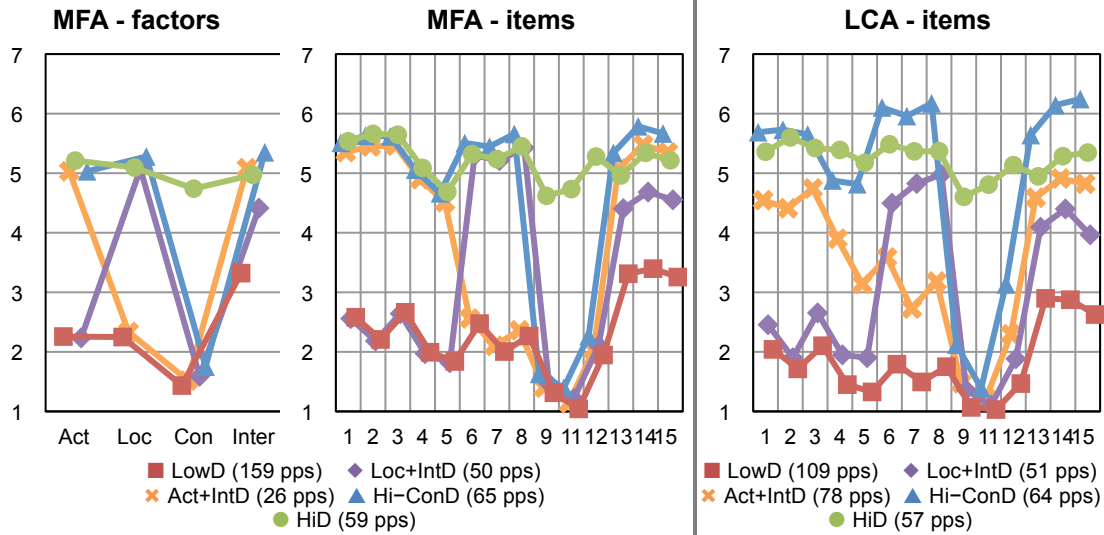 MFA - factors
MFA - items
LCA - items
7
6
5
4
3
2
1
Act Loc Con Inter
7
6
5
4
3
2
1
1 2 3 4 5 6 7 8 9 11 12 13 14 15
7
6
5
4
3
2
1
1 2 3 4 5 6 7 8 9 11 12 13 14 15
LowD (159 pps) Loc+IntD (50 pps)
Act+IntD (26 pps) Hi−ConD (65 pps)
HiD (59 pps)
LowD (109 pps) Loc+IntD (51 pps)
Act+IntD (78 pps) Hi−ConD (64 pps)
HiD (57 pps)